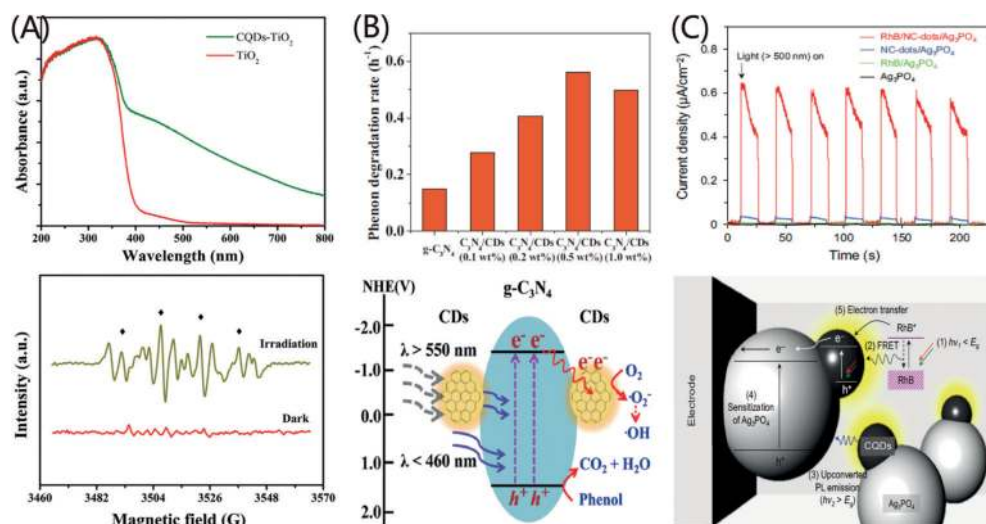 (A)
CQDs-TiO2
TiO2
Absorbance (a.u.)
200 300 400 500 600 700 800
Wavelength (nm)
Irradiation
Dark
Intensity (a.u.)
3460 3482 3504 3526 3548 3570
Magnetic field (G)
(B)
Phenon degradation rate (h-1)
0.6
0.4
0.2
0.0
g-C3N4
C3N4/CDs
(0.1 wt%)
C3N4/CDs
(0.2 wt%)
C3N4/CDs
(0.5 wt%)
C3N4/CDs
(1.0 wt%)
NHE(V)
g-C3N4
CDs
CDs
-2.0
-1.0
0.0
1.0
2.0
λ > 550 nm
λ < 460 nm
e- e-
e- e-
h+ h+
O2
·O2-
·OH
CO2 + H2O
Phenol
(C)
RhB/NC-dots/Ag3PO4
NC-dots/Ag3PO4
RhB/Ag3PO4
Ag3PO4
Light (> 500 nm) on
Current density (μA/cm-2)
0.8
0.6
0.4
0.2
0
0 50 100 150 200
Time (s)
Electrode
(5) Electron transfer
RhB*
(1) hν1 < Eg
(2) FRET
RhB
e-
e-
h+
h+
(4)
Sensitization
of Ag3PO4
CQDs
(3) Upconverted
PL emission
(hν2 > Eg)
Ag3PO4